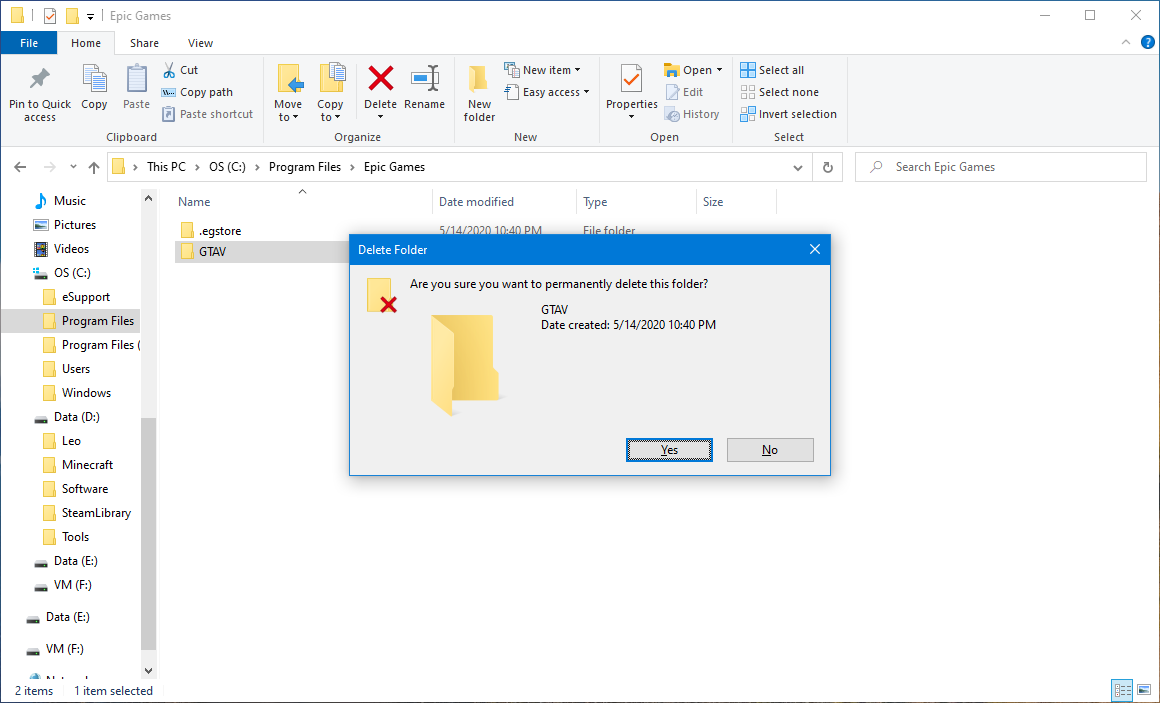 Epic Games
File Home Share View
Pin to Quick access
Copy
Paste
Cut
Copy path
Paste shortcut
Clipboard
Move to
Copy to
Delete
Rename
Organize
New folder
New item
Easy access
New
Properties
Open
Edit
History
Open
Select all
Select none
Invert selection
Select
This PC > OS (C:) > Program Files > Epic Games
Search Epic Games
Music
Pictures
Videos
OS (C:)
eSupport
Program Files
Program Files (
Users
Windows
Data (D:)
Leo
Minecraft
Software
SteamLibrary
Tools
Data (E:)
VM (F:)
Data (E:)
VM (F:)
Name Date modified Type Size
.egstore 5/14/2020 10:40 PM File folder
GTAV
Delete Folder
Are you sure you want to permanently delete this folder?
GTAV
Date created: 5/14/2020 10:40 PM
Yes No
2 items 1 item selected